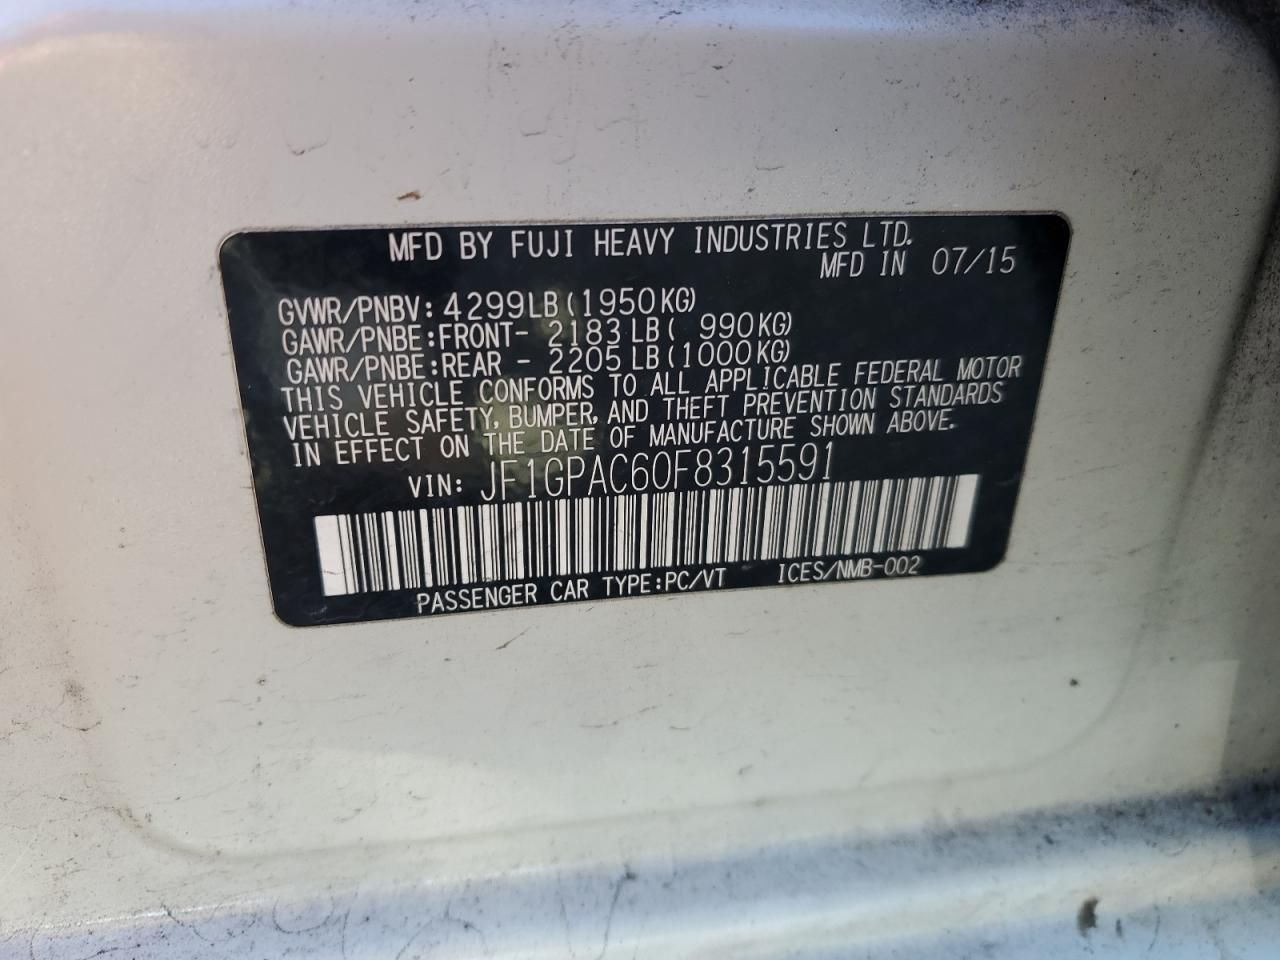 MFD BY FUJI HEAVY INDUSTRIES LTD.
MFD IN 07/15
GVWR/PNBV: 4299LB(1950KG)
GAWR/PNBE:FRONT- 2183LB( 990KG)
GAWR/PNBE:REAR - 2205LB(1000KG)
THIS VEHICLE CONFORMS TO ALL APPLICABLE FEDERAL MOTOR
VEHICLE SAFETY, BUMPER, AND THEFT PREVENTION STANDARDS
IN EFFECT ON THE DATE OF MANUFACTURE SHOWN ABOVE.
VIN: JF1GPAC60F8315591
PASSENGER CAR TYPE:PC/VT ICES/NMB-002